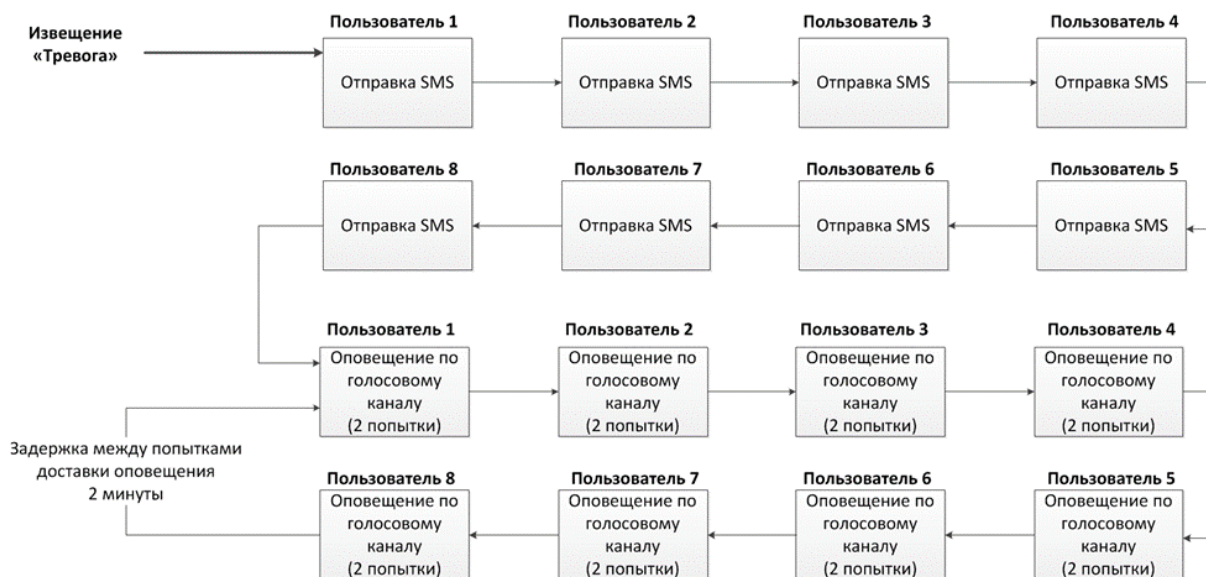 Пользователь 1
Пользователь 2
Пользователь 3
Пользователь 4
Извещение
«Тревога»
Отправка SMS
Отправка SMS
Отправка SMS
Отправка SMS
Пользователь 8
Пользователь 7
Пользователь 6
Пользователь 5
Отправка SMS
Отправка SMS
Отправка SMS
Отправка SMS
Пользователь 1
Пользователь 2
Пользователь 3
Пользователь 4
Оповещение по
голосовому
каналу
(2 попытки)
Оповещение по
голосовому
каналу
(2 попытки)
Оповещение по
голосовому
каналу
(2 попытки)
Оповещение по
голосовому
каналу
(2 попытки)
Задержка между попытками
доставки оповещения
2 минуты
Пользователь 8
Пользователь 7
Пользователь 6
Пользователь 5
Оповещение по
голосовому
каналу
(2 попытки)
Оповещение по
голосовому
каналу
(2 попытки)
Оповещение по
голосовому
каналу
(2 попытки)
Оповещение по
голосовому
каналу
(2 попытки)